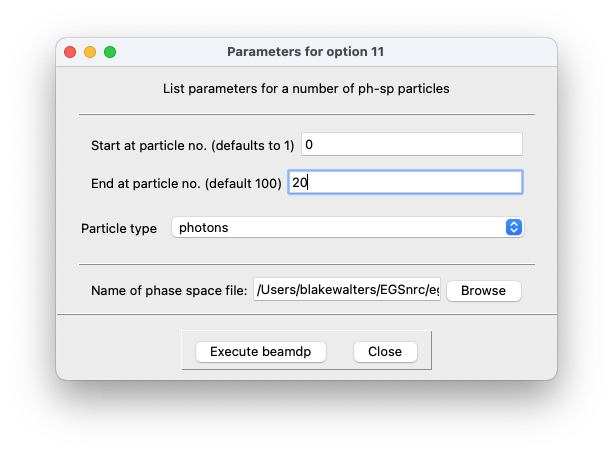 Parameters for option 11
List parameters for a number of ph-sp particles
Start at particle no. (defaults to 1) 0
End at particle no. (default 100) 20
Particle type photons
Name of phase space file: /Users/blakewalters/EGSnrc/eg Browse
Execute beamdp Close